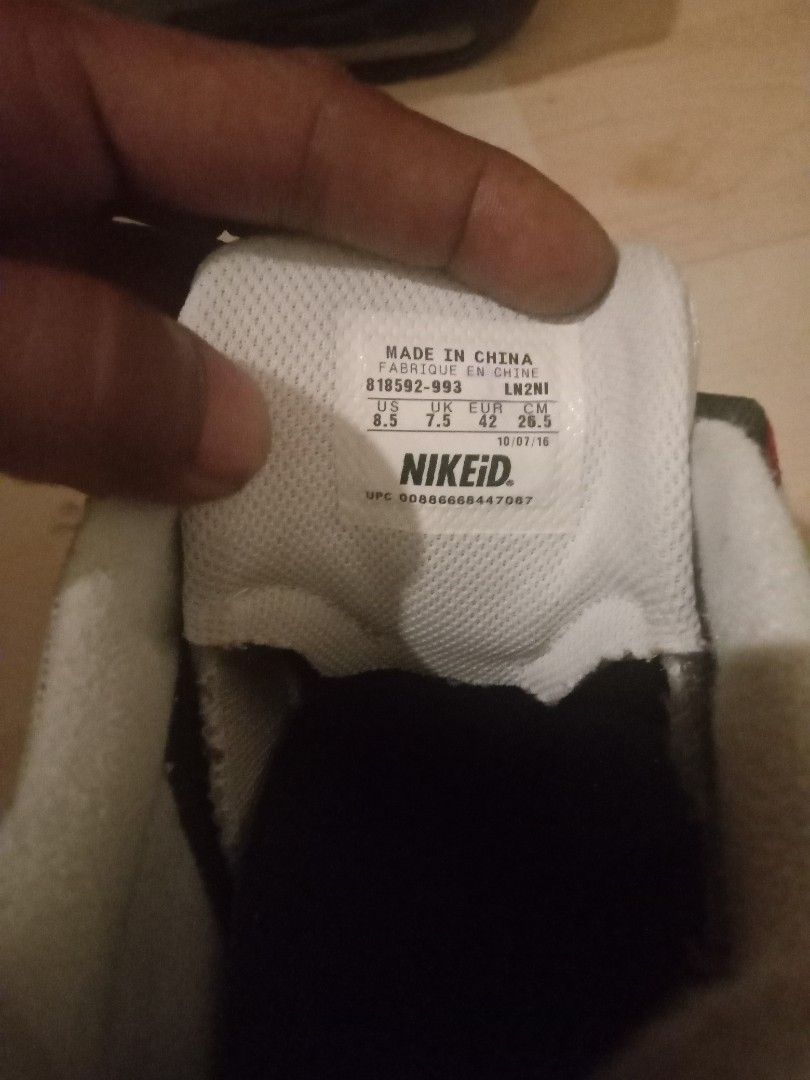 MADE IN CHINA
FABRIQUE EN CHINE
818592-993 LN2NI
US UK EUR CM
8.5 7.5 42 26.5
10/07/16
NIKEiD.
UPC 00886668447087